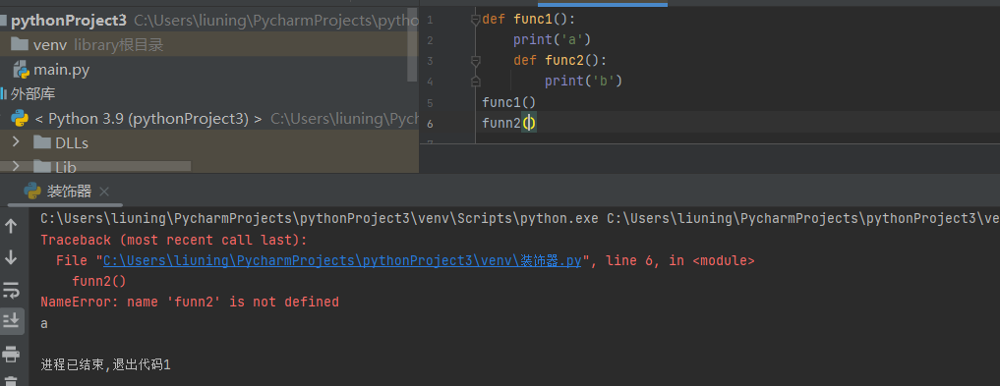 pythonProject3 C:\Users\liuning\PycharmProjects\pytho
venv library根目录
main.py
外部库
< Python 3.9 (pythonProject3) > C:\Users\liuning\Pych
DLLs
Lib
1 def func1():
2 print('a')
3 def func2():
4 print('b')
5 func1()
6 funn2()
装饰器
C:\Users\liuning\PycharmProjects\pythonProject3\venv\Scripts\python.exe C:\Users\liuning\PycharmProjects\pythonProject3\ve
Traceback (most recent call last):
File "C:\Users\liuning\PycharmProjects\pythonProject3\venv\装饰器.py", line 6, in <module>
funn2()
NameError: name 'funn2' is not defined
a
进程已结束,退出代码1